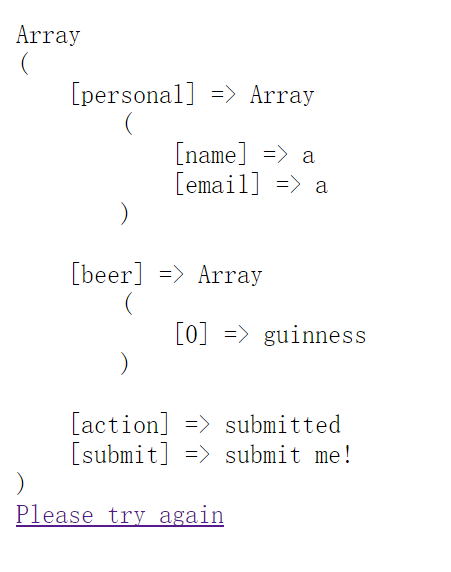 Array
(
    [personal] => Array
        (
            [name] => a
            [email] => a
        )

    [beer] => Array
        (
            [0] => guinness
        )

    [action] => submitted
    [submit] => submit me!
)
Please try again